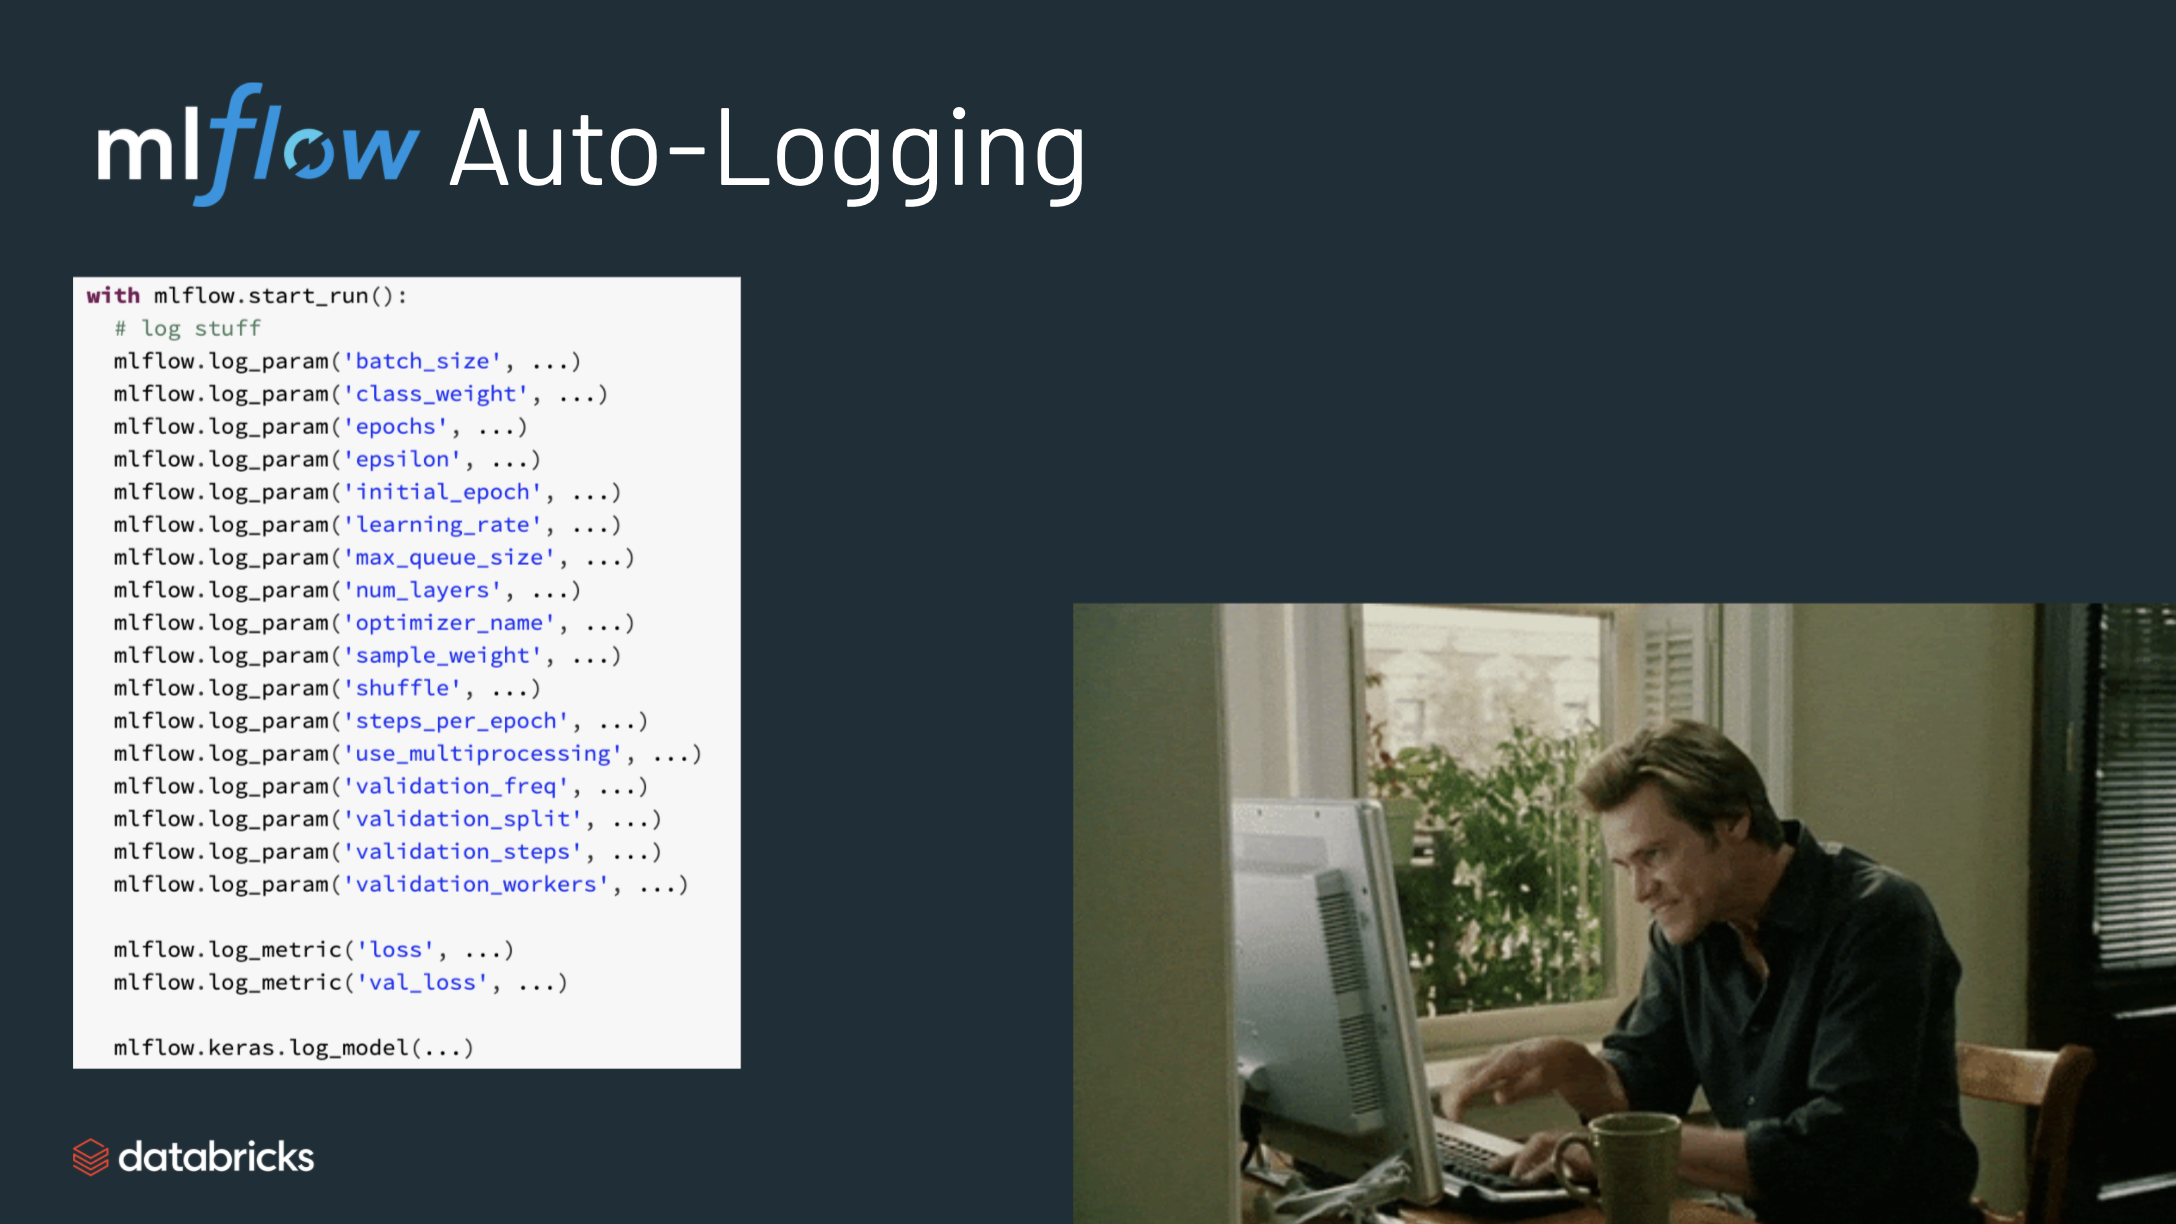 mlflow Auto-Logging
with mlflow.start_run():
# log stuff
mlflow.log_param('batch_size', ...)
mlflow.log_param('class_weight', ...)
mlflow.log_param('epochs', ...)
mlflow.log_param('epsilon', ...)
mlflow.log_param('initial_epoch', ...)
mlflow.log_param('learning_rate', ...)
mlflow.log_param('max_queue_size', ...)
mlflow.log_param('num_layers', ...)
mlflow.log_param('optimizer_name', ...)
mlflow.log_param('sample_weight', ...)
mlflow.log_param('shuffle', ...)
mlflow.log_param('steps_per_epoch', ...)
mlflow.log_param('use_multiprocessing', ...)
mlflow.log_param('validation_freq', ...)
mlflow.log_param('validation_split', ...)
mlflow.log_param('validation_steps', ...)
mlflow.log_param('validation_workers', ...)
mlflow.log_metric('loss', ...)
mlflow.log_metric('val_loss', ...)
mlflow.keras.log_model(...)
databricks